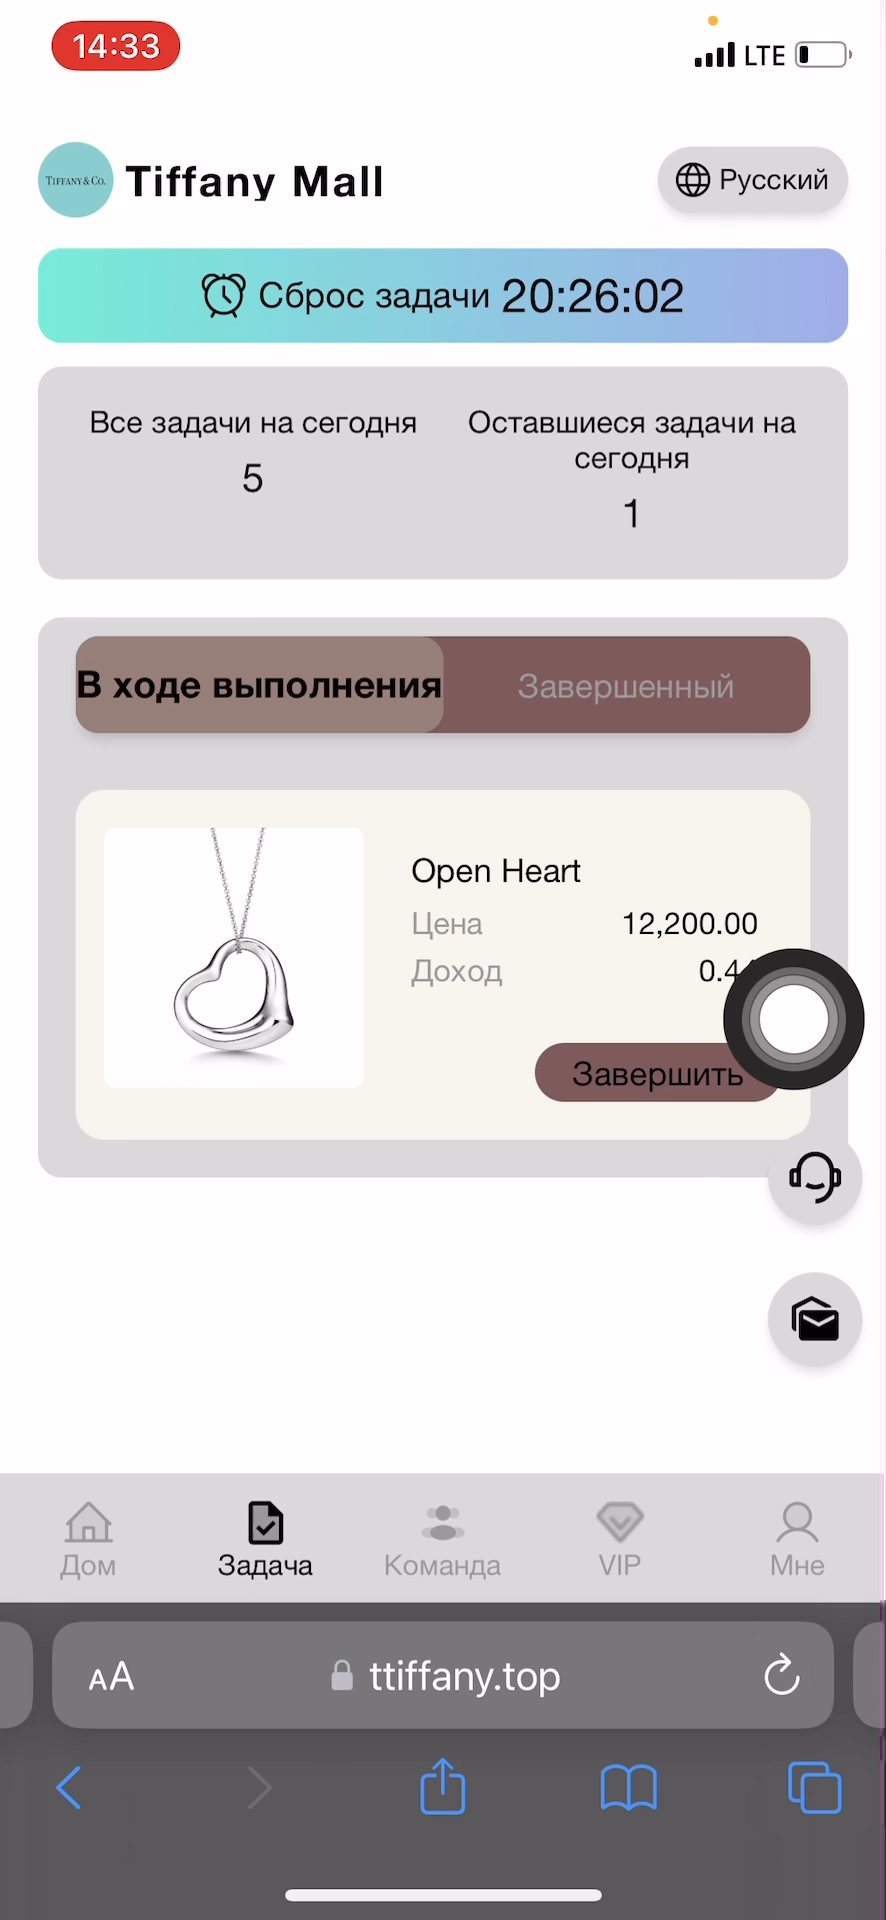 14:33
LTE
TIFFANY & CO.
Tiffany Mall
Русский
Сброс задачи 20:26:02
Все задачи на сегодня
5
Оставшиеся задачи на
сегодня
1
В ходе выполнения
Завершенный
Open Heart
Цена 12,200.00
Доход
Завершить
Дом
Задача
Команда
VIP
Мне
AA
ttiffany.top